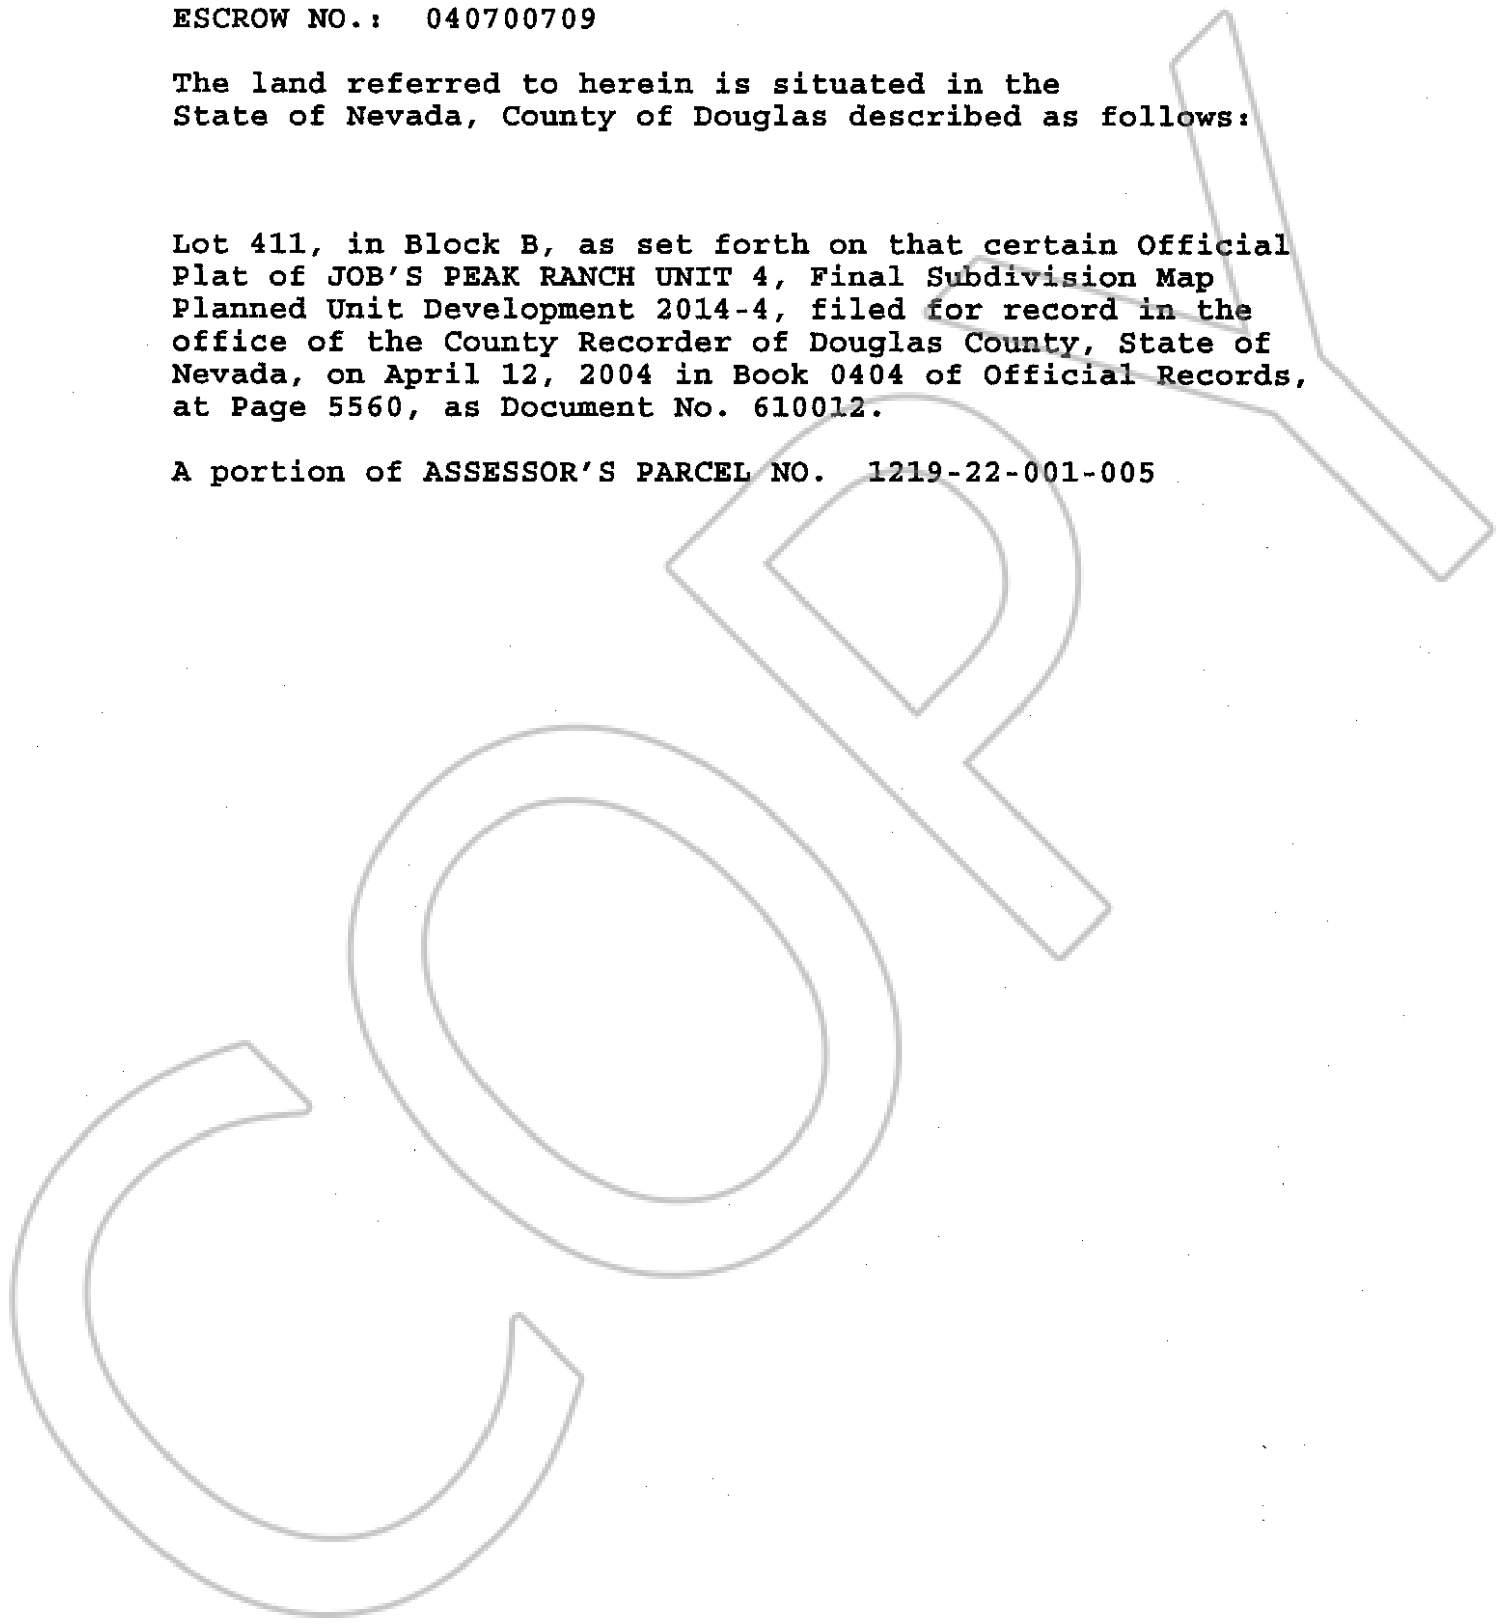 ESCROW NO.: 040700709
The land referred to herein is situated in the
State of Nevada, County of Douglas described as follows:
Lot 411, in Block B, as set forth on that certain Official
Plat of JOB'S PEAK RANCH UNIT 4, Final Subdivision Map
Planned Unit Development 2014-4, filed for record in the
office of the County Recorder of Douglas County, State of
Nevada, on April 12, 2004 in Book 0404 of Official Records,
at Page 5560, as Document No. 610012.
A portion of ASSESSOR'S PARCEL NO. 1219-22-001-005
COPY